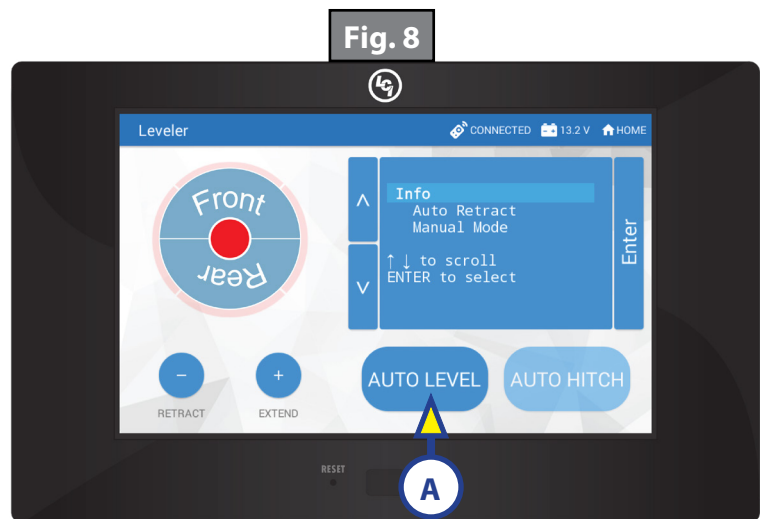 Fig. 8
LCI
Leveler
CONNECTED 13.2 V HOME
Front
Rear
Info
Auto Retract
Manual Mode
↑ ↓ to scroll
ENTER to select
Enter
− +
RETRACT EXTEND
AUTO LEVEL AUTO HITCH
RESET
A